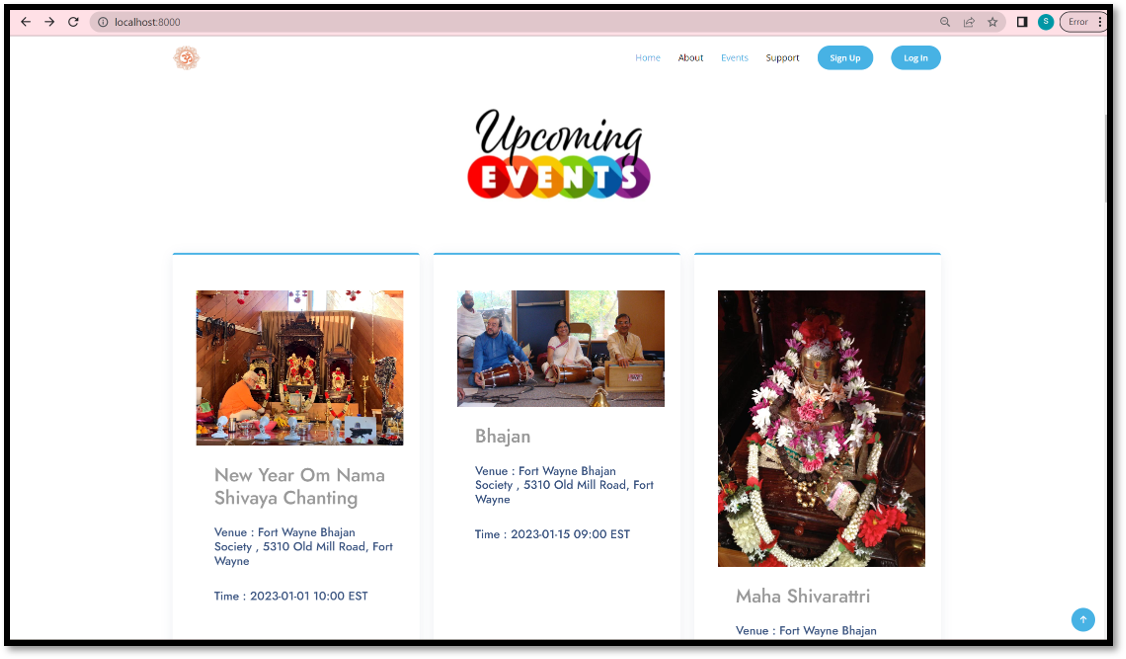 localhost:8000
S
Error
Home About Events Support Sign Up Log In
Upcoming
EVENTS
New Year Om Nama
Shivaya Chanting
Venue : Fort Wayne Bhajan
Society , 5310 Old Mill Road, Fort
Wayne
Time : 2023-01-01 10:00 EST
Bhajan
Venue : Fort Wayne Bhajan
Society , 5310 Old Mill Road, Fort
Wayne
Time : 2023-01-15 09:00 EST
Maha Shivarattri
Venue : Fort Wayne Bhajan